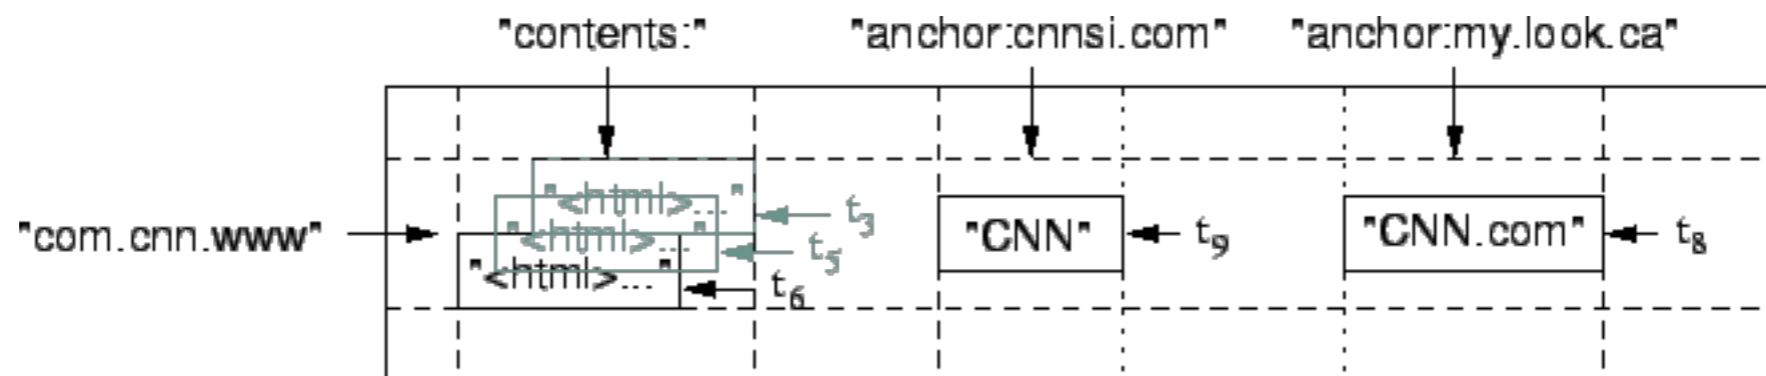 "contents:" "anchor:cnnsi.com" "anchor:my.look.ca"
"<html>..." t3
"com.cnn.www" "<html>..." t5 "CNN" t9 "CNN.com" t8
"<html>..." t6